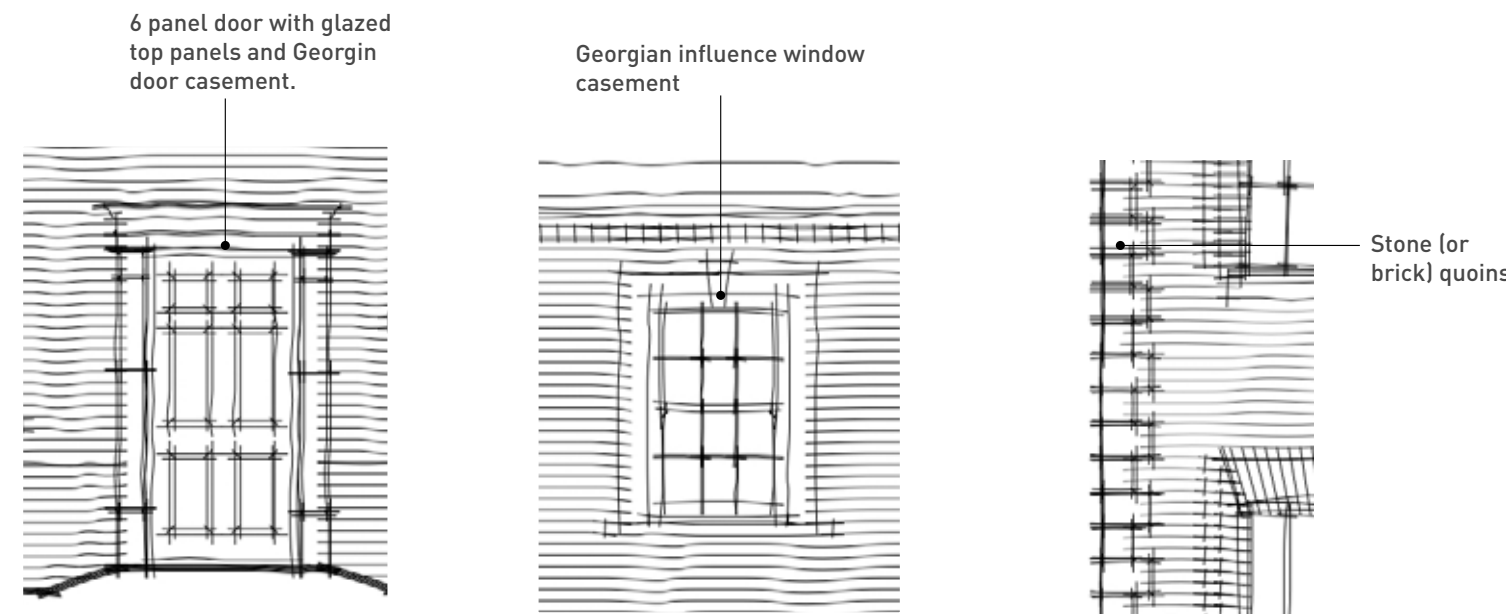 6 panel door with glazed
top panels and Georgin
door casement.
Georgian influence window
casement
Stone (or
brick) quoins